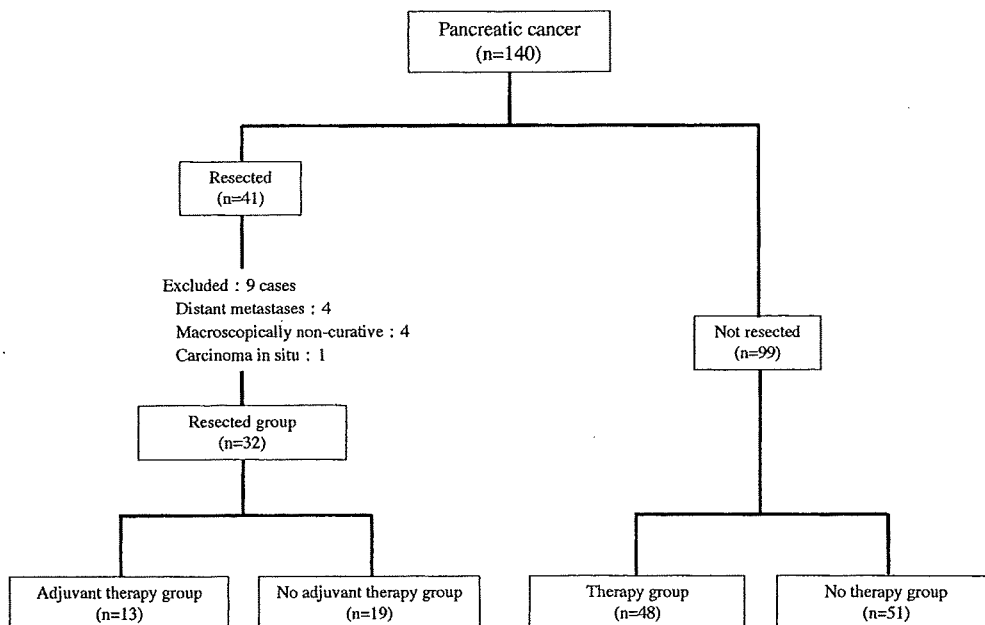 Pancreatic cancer
(n=140)
Resected
(n=41)
Excluded : 9 cases
Distant metastases : 4
Macroscopically non-curative : 4
Carcinoma in situ : 1
Not resected
(n=99)
Resected group
(n=32)
Adjuvant therapy group
(n=13)
No adjuvant therapy group
(n=19)
Therapy group
(n=48)
No therapy group
(n=51)